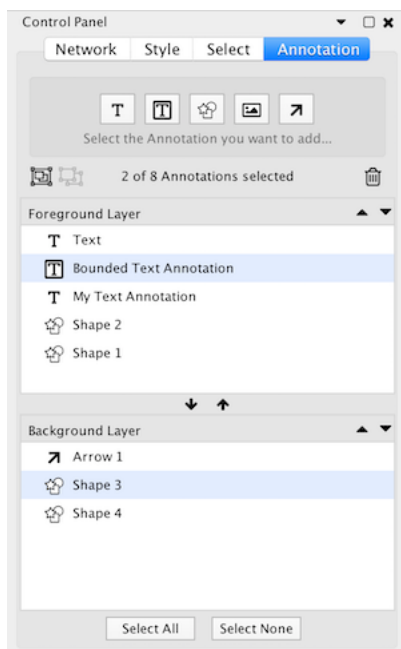 Control Panel
Network Style Select Annotation
T T
Select the Annotation you want to add...
2 of 8 Annotations selected
Foreground Layer
T Text
T Bounded Text Annotation
T My Text Annotation
Shape 2
Shape 1
Background Layer
Arrow 1
Shape 3
Shape 4
Select All Select None